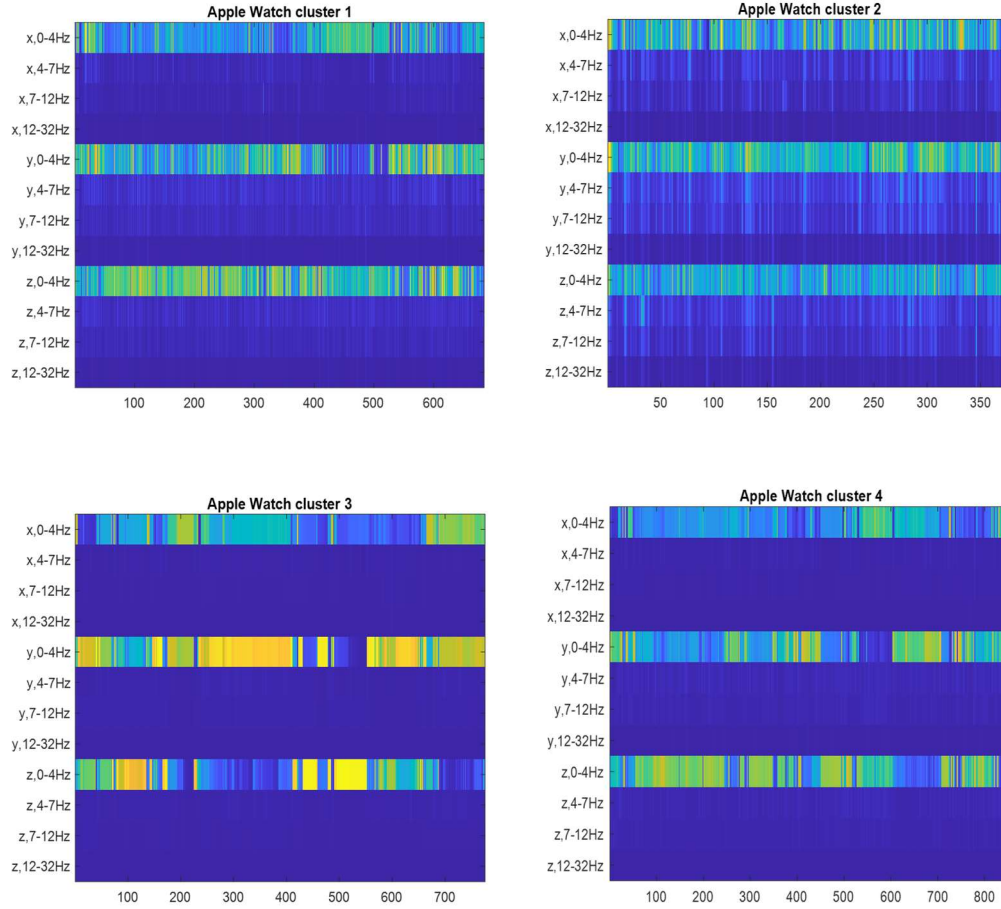 Apple Watch cluster 1
x,0-4Hz
x,4-7Hz
x,7-12Hz
x,12-32Hz
y,0-4Hz
y,4-7Hz
y,7-12Hz
y,12-32Hz
z,0-4Hz
z,4-7Hz
z,7-12Hz
z,12-32Hz
100 200 300 400 500 600
Apple Watch cluster 2
x,0-4Hz
x,4-7Hz
x,7-12Hz
x,12-32Hz
y,0-4Hz
y,4-7Hz
y,7-12Hz
y,12-32Hz
z,0-4Hz
z,4-7Hz
z,7-12Hz
z,12-32Hz
50 100 150 200 250 300 350
Apple Watch cluster 3
x,0-4Hz
x,4-7Hz
x,7-12Hz
x,12-32Hz
y,0-4Hz
y,4-7Hz
y,7-12Hz
y,12-32Hz
z,0-4Hz
z,4-7Hz
z,7-12Hz
z,12-32Hz
100 200 300 400 500 600 700
Apple Watch cluster 4
x,0-4Hz
x,4-7Hz
x,7-12Hz
x,12-32Hz
y,0-4Hz
y,4-7Hz
y,7-12Hz
y,12-32Hz
z,0-4Hz
z,4-7Hz
z,7-12Hz
z,12-32Hz
100 200 300 400 500 600 700 800